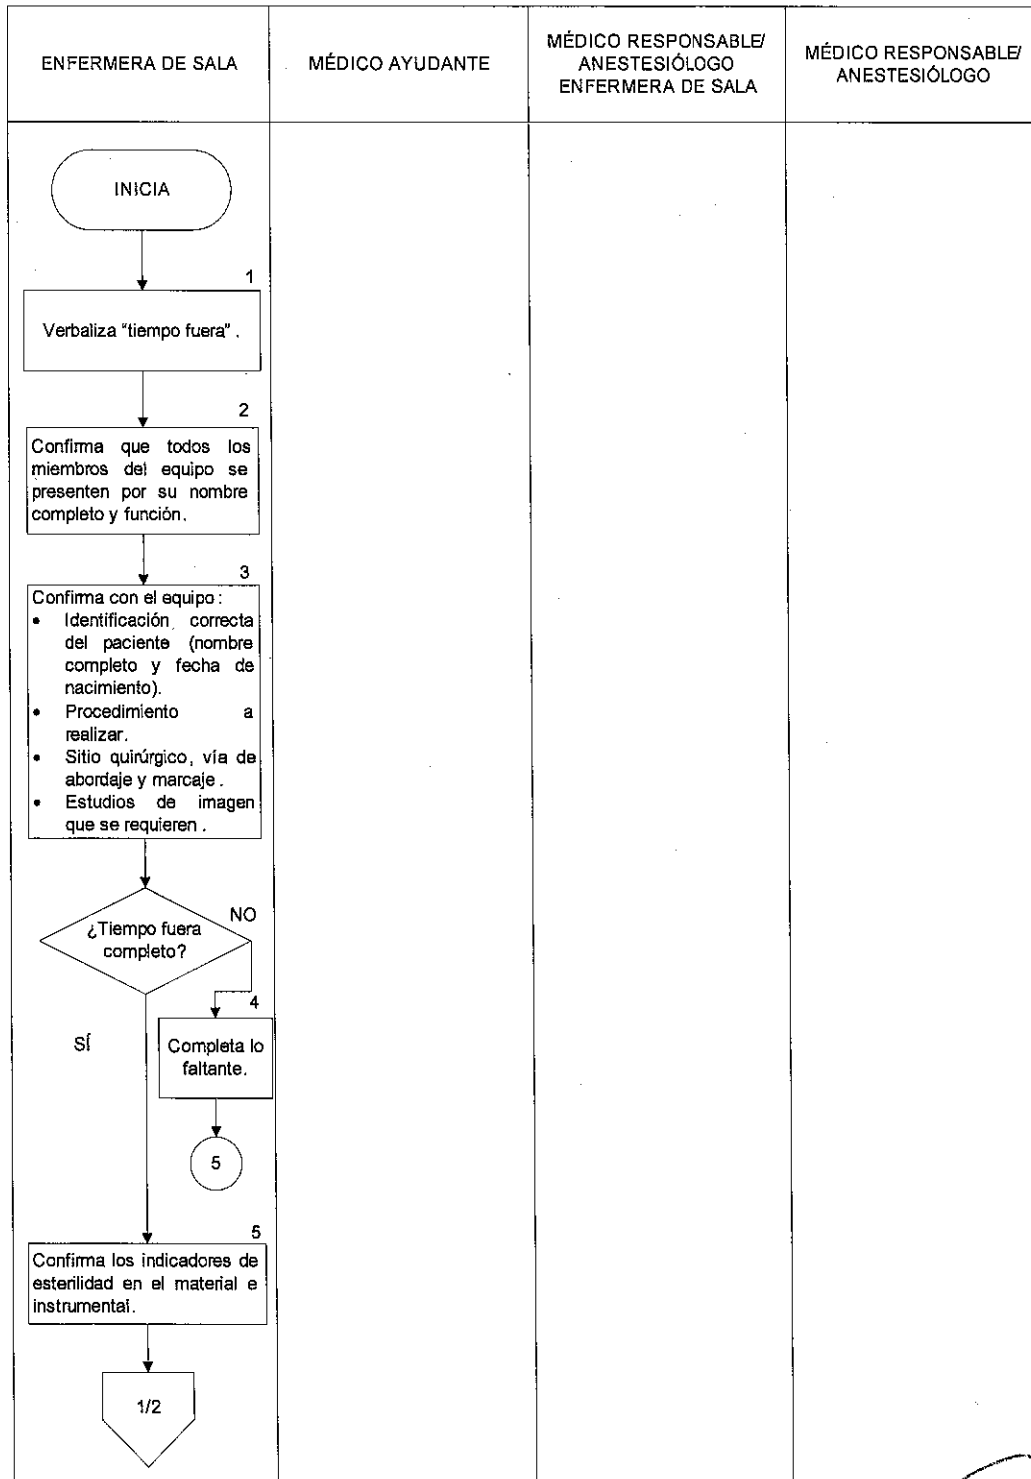 ENFERMERA DE SALA
MÉDICO AYUDANTE
MÉDICO RESPONSABLE/
ANESTESIÓLOGO
ENFERMERA DE SALA
MÉDICO RESPONSABLE/
ANESTESIÓLOGO
INICIA
1
Verbaliza "tiempo fuera".
2
Confirma que todos los
miembros del equipo se
presenten por su nombre
completo y función.
3
Confirma con el equipo:
• Identificación correcta
del paciente (nombre
completo y fecha de
nacimiento).
• Procedimiento a
realizar.
• Sitio quirúrgico, vía de
abordaje y marcaje.
• Estudios de imagen
que se requieren.
¿Tiempo fuera
completo?
NO
SÍ
4
Completa lo
faltante.
5
5
Confirma los indicadores de
esterilidad en el material e
instrumental.
1/2